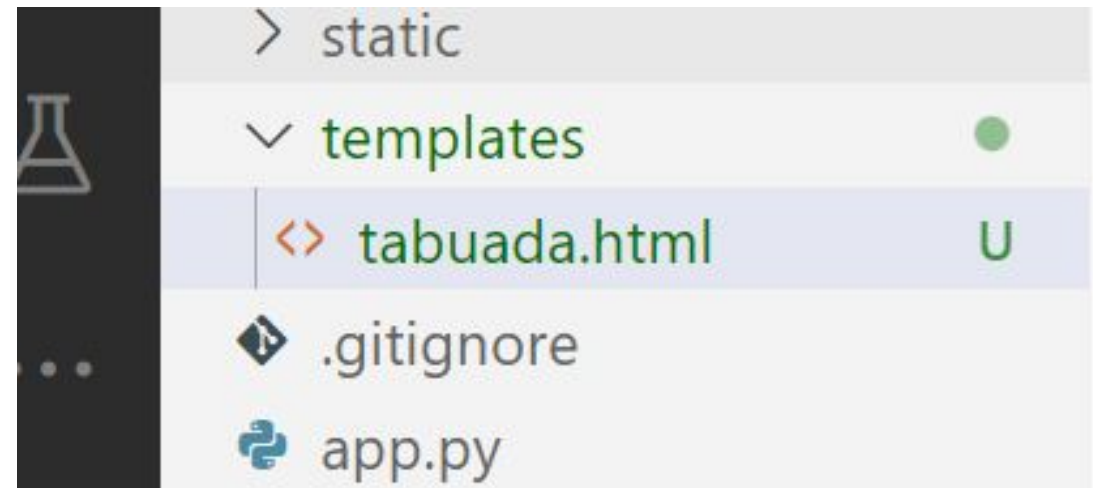 static
templates
tabuada.html U
.gitignore
app.py